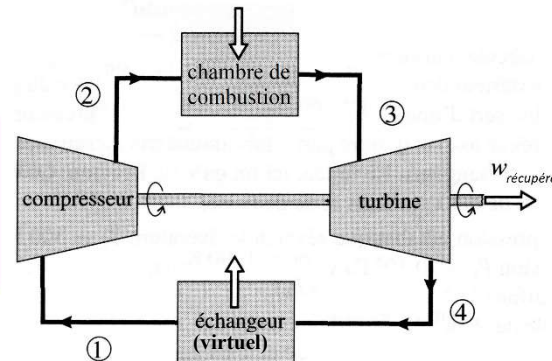 ②
chambre de
combustion
③
compresseur
turbine
w récupéré
①
échangeur
(virtuel)
④